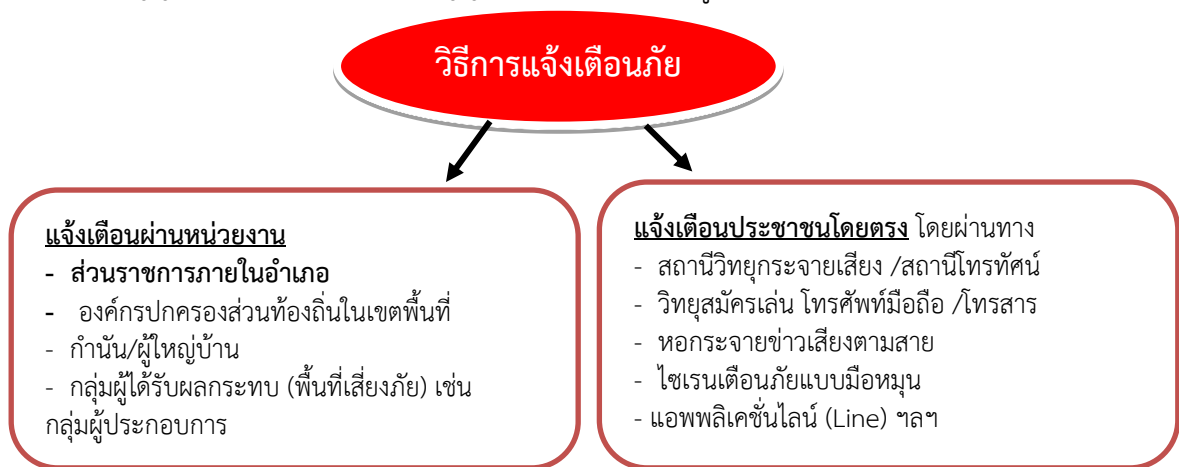 วิธีการแจ้งเตือนภัย
แจ้งเตือนผ่านหน่วยงาน
- ส่วนราชการภายในอำเภอ
- องค์กรปกครองส่วนท้องถิ่นในเขตพื้นที่
- กำนัน/ผู้ใหญ่บ้าน
- กลุ่มผู้ได้รับผลกระทบ (พื้นที่เสี่ยงภัย) เช่น
กลุ่มผู้ประกอบการ
แจ้งเตือนประชาชนโดยตรง โดยผ่านทาง
- สถานีวิทยุกระจายเสียง /สถานีโทรทัศน์
- วิทยุสมัครเล่น โทรศัพท์มือถือ /โทรสาร
- หอกระจายข่าวเสียงตามสาย
- ไซเรนเตือนภัยแบบมือหมุน
- แอพพลิเคชั่นไลน์ (Line) ฯลฯ